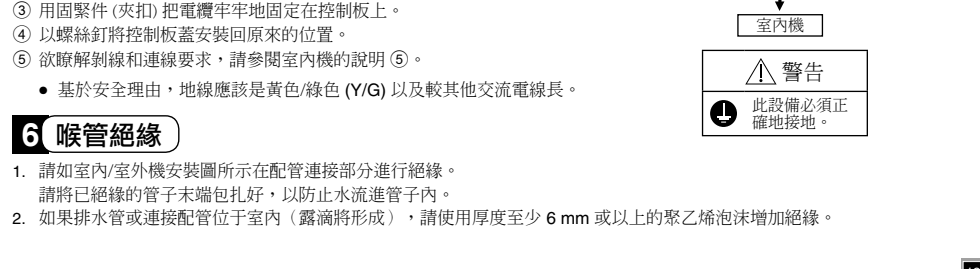 ③ 用固緊件 (夾扣) 把電纜牢牢地固定在控制板上。
④ 以螺絲釘將控制板蓋安裝回原來的位置。
⑤ 欲瞭解剝線和連線要求，請參閱室內機的說明 ⑤。
● 基於安全理由，地線應該是黃色/綠色 (Y/G) 以及較其他交流電線長。
室內機
警告
此設備必須正
確地接地。
6 喉管絕緣
1. 請如室內/室外機安裝圖所示在配管連接部分進行絕緣。
請將已絕緣的管子末端包扎好，以防止水流進管子內。
2. 如果排水管或連接配管位于室內（露滴將形成），請使用厚度至少 6 mm 或以上的聚乙烯泡沫增加絕緣。